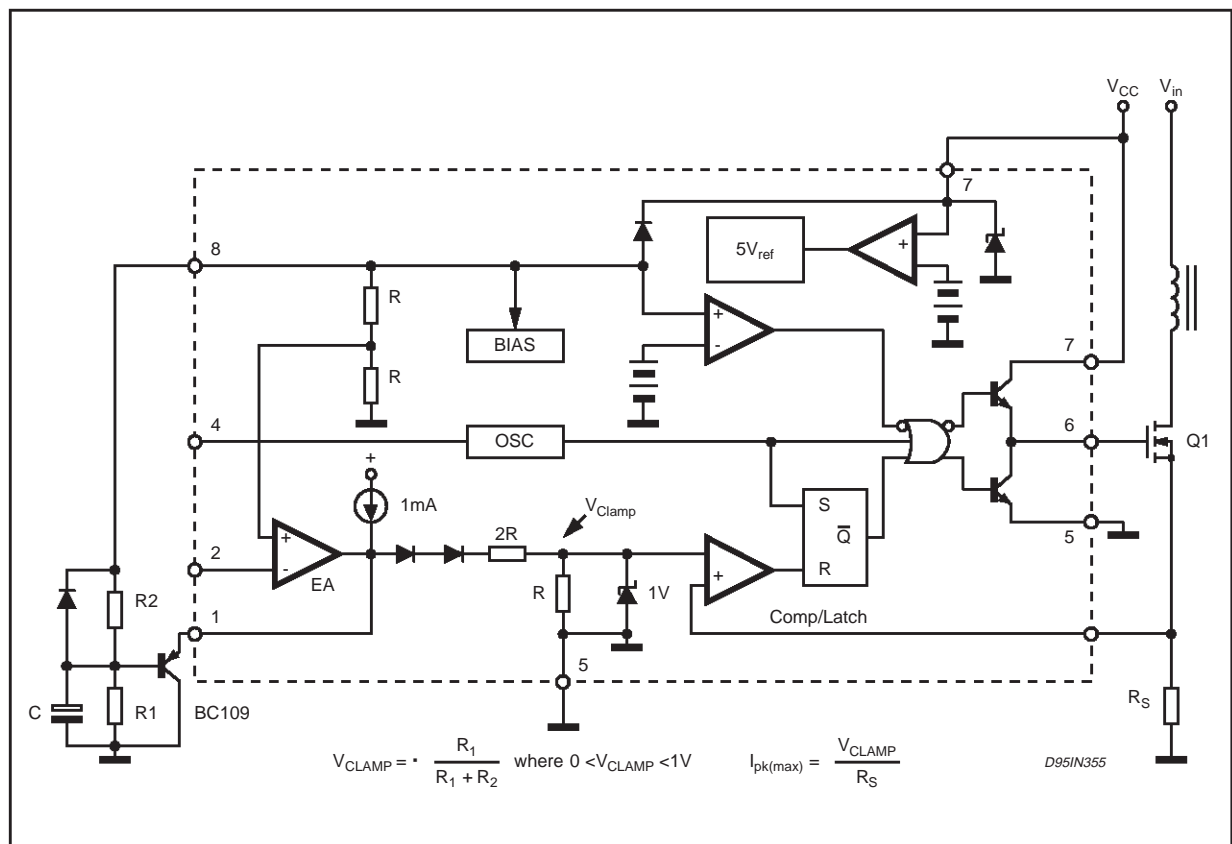 VCC Vin
7
8
5Vref
+
R
BIAS
+
-
R
7
4
OSC
6
Q1
+
1mA
VClamp
S
Q̅
R
5
2
+
-
EA
2R
R
1V
+
Comp/Latch
R2
1
5
C
R1
BC109
RS
VCLAMP = · R1 / R1 + R2 where 0 <VCLAMP <1V Ipk(max) = VCLAMP / RS
D95IN355